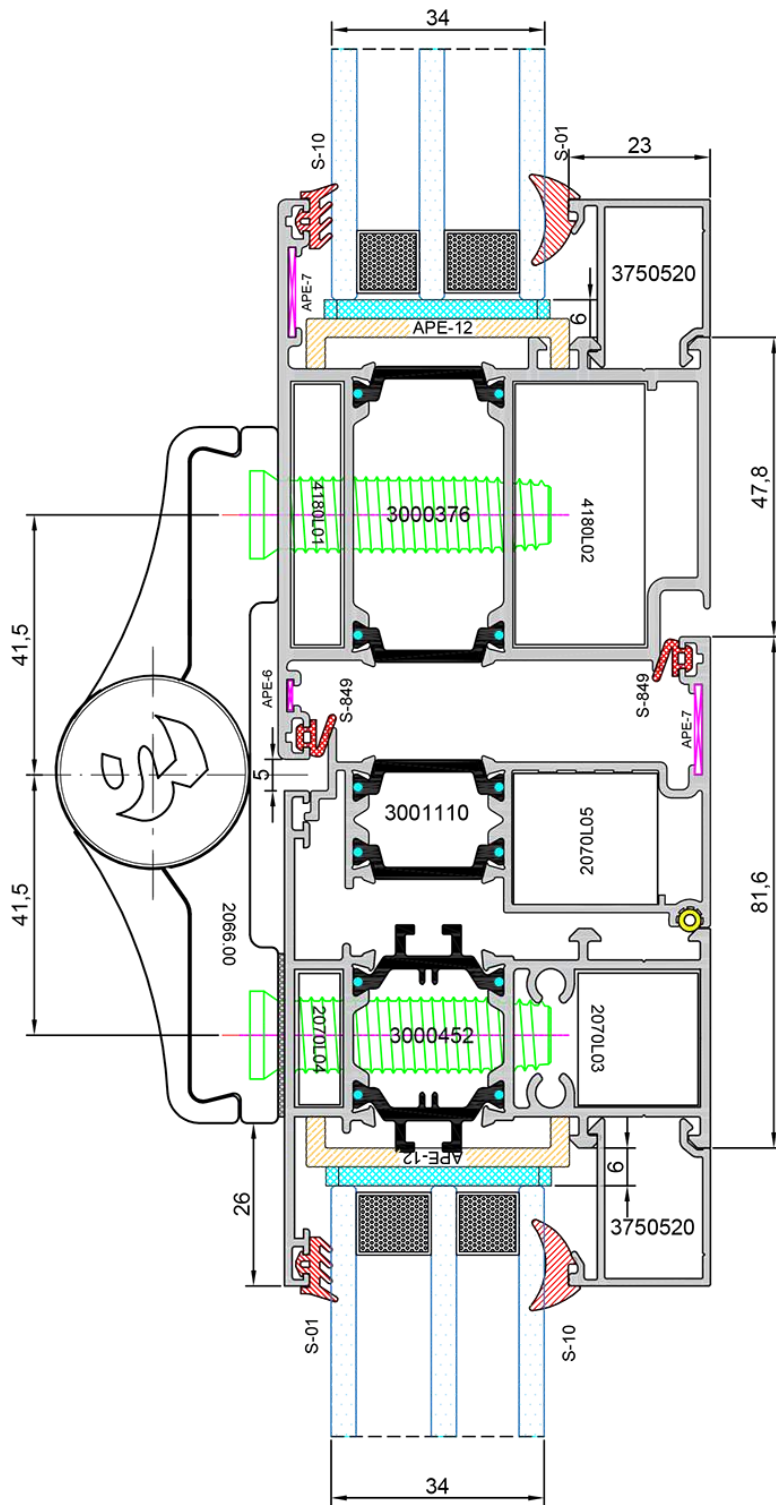 34
S-10
S-01
23
3750520
APE-7
6
APE-12
47,8
4180L01
3000376
4180L02
41,5
APE-6
S-849
S-849
APE-7
5
3001110
2070L05
2070L02
41,5
81,6
2066.00
2070L04
3000452
2070L03
APE-12
6
26
3750520
S-01
S-10
34